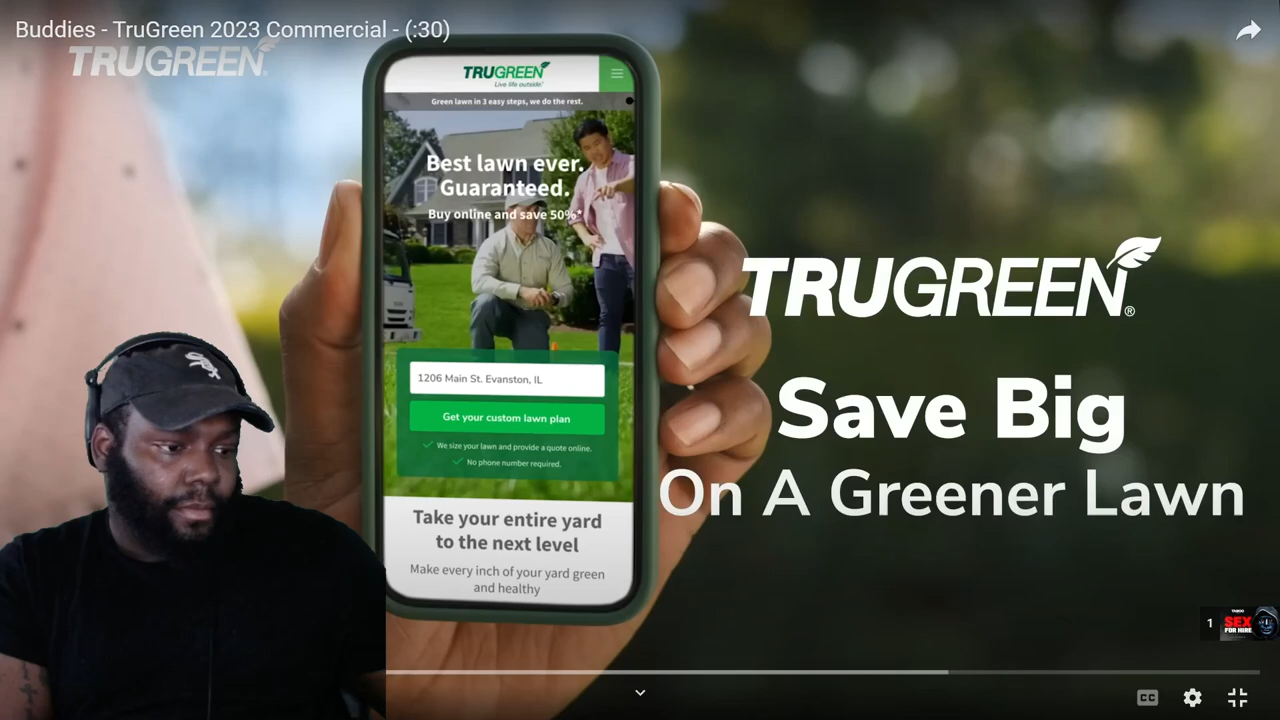 Buddies - TruGreen 2023 Commercial - (:30)
TRUGREEN
TRUGREEN
Live life outside!
Green lawn in 3 easy steps, we do the rest.
Best lawn ever.
Guaranteed.
Buy online and save 50%*
1206 Main St. Evanston, IL
Get your custom lawn plan
We size your lawn and provide a quote online.
No phone number required.
Take your entire yard
to the next level
Make every inch of your yard green
and healthy
TRUGREEN®
Save Big
On A Greener Lawn
1
TABOO
SEX
FOR HIRE
CC